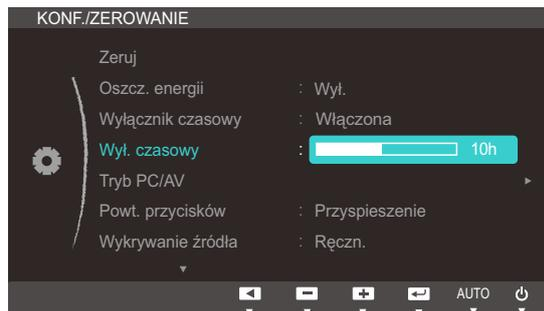 KONF./ZEROWANIE
Zeruj
Oszcz. energii : Wył.
Wyłącznik czasowy : Włączona
Wył. czasowy : 10h
Tryb PC/AV
Powt. przycisków : Przyspieszenie
Wykrywanie źródła : Ręczn.
AUTO